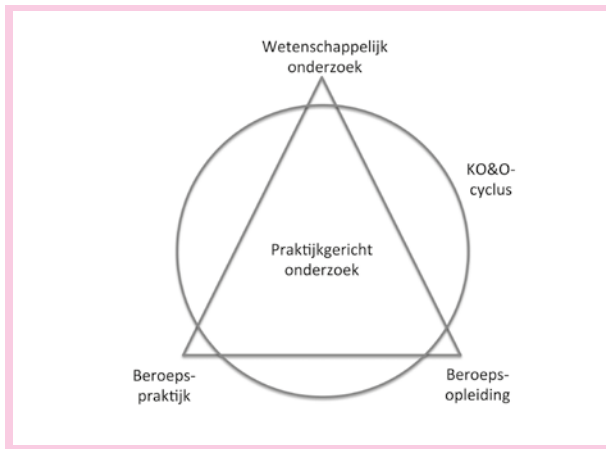 Wetenschappelijk
onderzoek
KO&O-
cyclus
Praktijkgericht
onderzoek
Beroeps-
praktijk
Beroeps-
opleiding